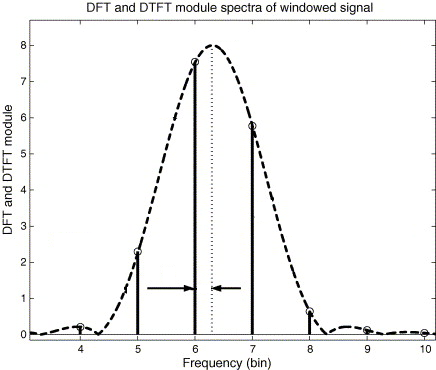 DFT and DTFT module spectra of windowed signal
DFT and DTFT module
8
7
6
5
4
3
2
1
0
4 5 6 7 8 9 10
Frequency (bin)